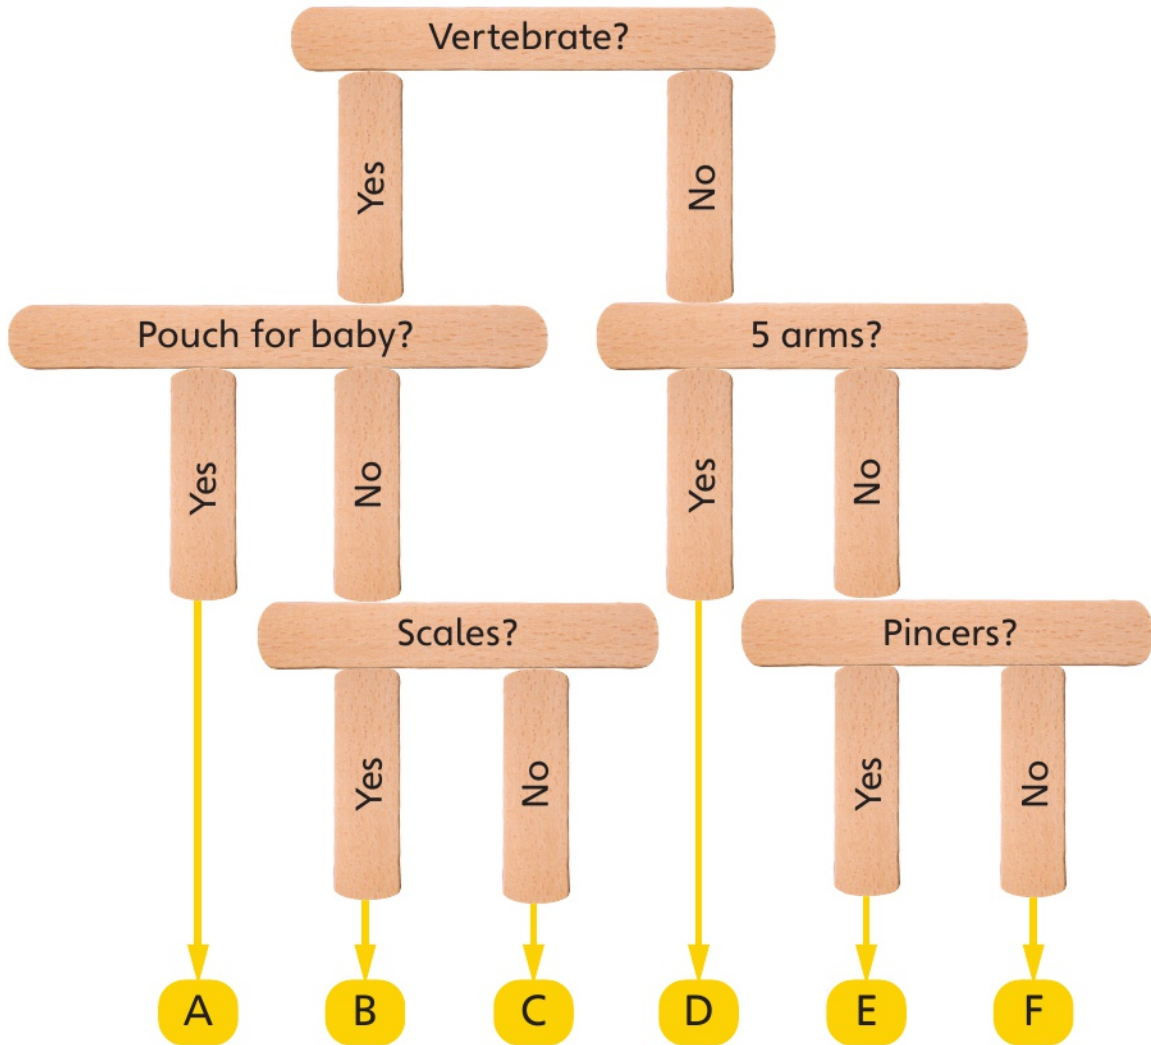 Vertebrate?
Yes
No
Pouch for baby?
5 arms?
Yes
No
Yes
No
Scales?
Pincers?
Yes
No
Yes
No
A
B
C
D
E
F